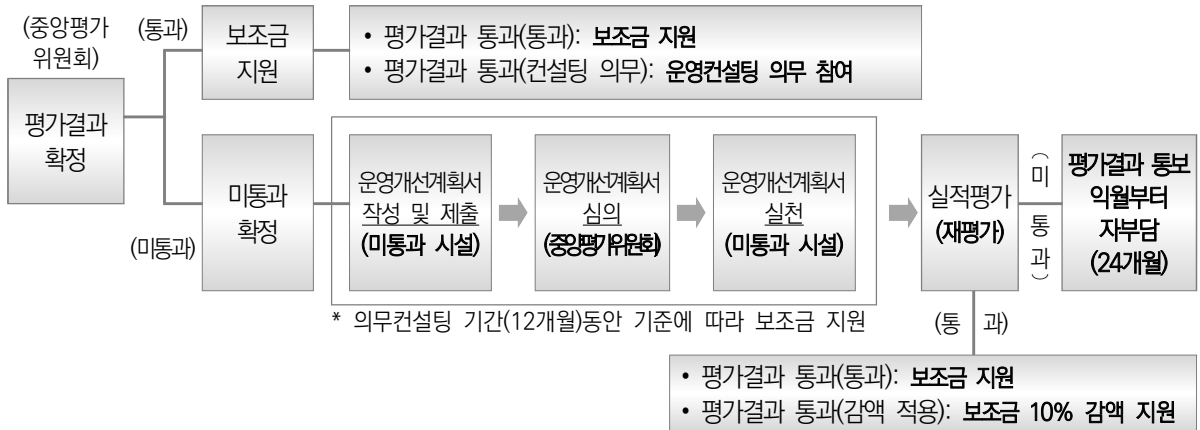 (중앙평가
위원회)
평가결과
확정
(통과)
보조금
지원
• 평가결과 통과(통과): 보조금 지원
• 평가결과 통과(컨설팅 의무): 운영컨설팅 의무 참여
(미통과)
미통과
확정
운영개선계획서
작성 및 제출
(미통과 시설)
운영개선계획서
심의
(중앙평가위원회)
운영개선계획서
실천
(미통과 시설)
* 의무컨설팅 기간(12개월)동안 기준에 따라 보조금 지원
실적평가
(재평가)
(미통과)
평가결과 통보
익월부터
자부담
(24개월)
(통 과)
• 평가결과 통과(통과): 보조금 지원
• 평가결과 통과(감액 적용): 보조금 10% 감액 지원